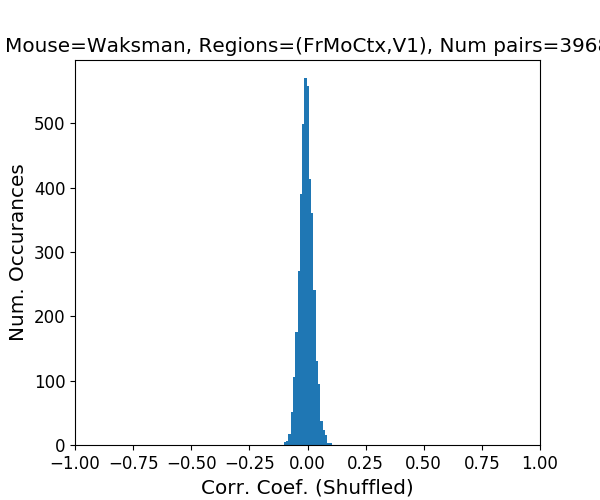 Mouse=Waksman, Regions=(FrMoCtx,V1), Num pairs=3968
Num. Occurances
500
400
300
200
100
0
−1.00 −0.75 −0.50 −0.25 0.00 0.25 0.50 0.75 1.00
Corr. Coef. (Shuffled)